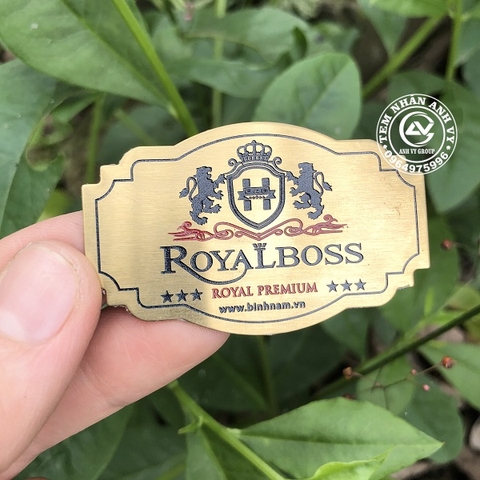 TEM NHAN ANH VY
ANH VY GROUP
0964975996
H
ROYALBOSS
ROYAL PREMIUM
www.binhnam.vn